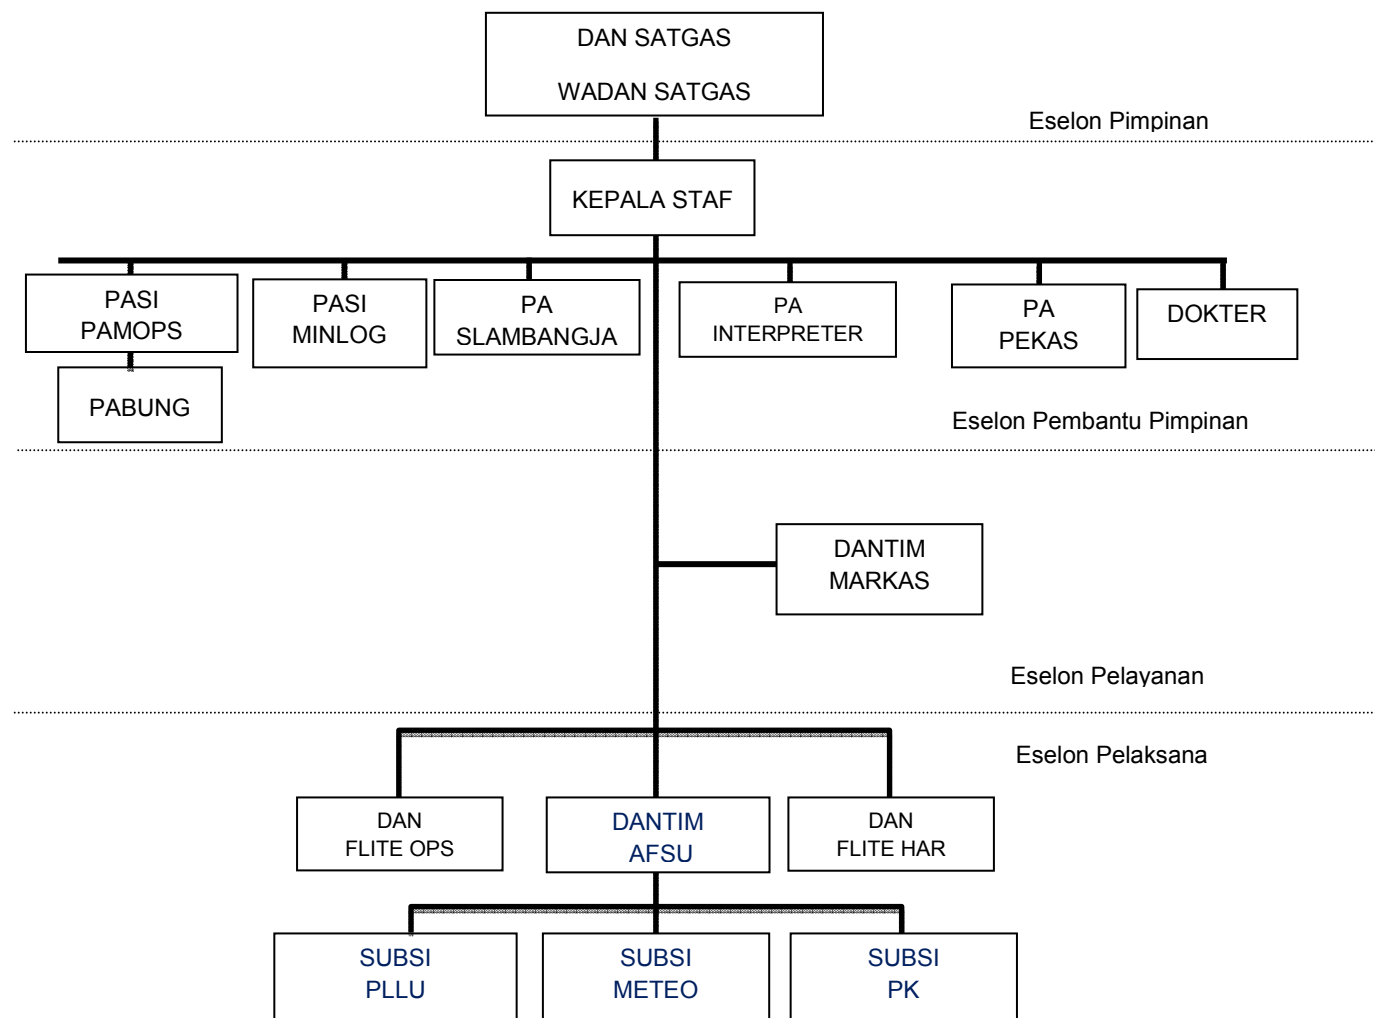 DAN SATGAS
WADAN SATGAS
Eselon Pimpinan
KEPALA STAF
PASI
PAMOPS
PASI
MINLOG
PA
SLAMBANGJA
PA
INTERPRETER
PA
PEKAS
DOKTER
PABUNG
Eselon Pembantu Pimpinan
DANTIM
MARKAS
Eselon Pelayanan
Eselon Pelaksana
DAN
FLITE OPS
DANTIM
AFSU
DAN
FLITE HAR
SUBSI
PLLU
SUBSI
METEO
SUBSI
PK